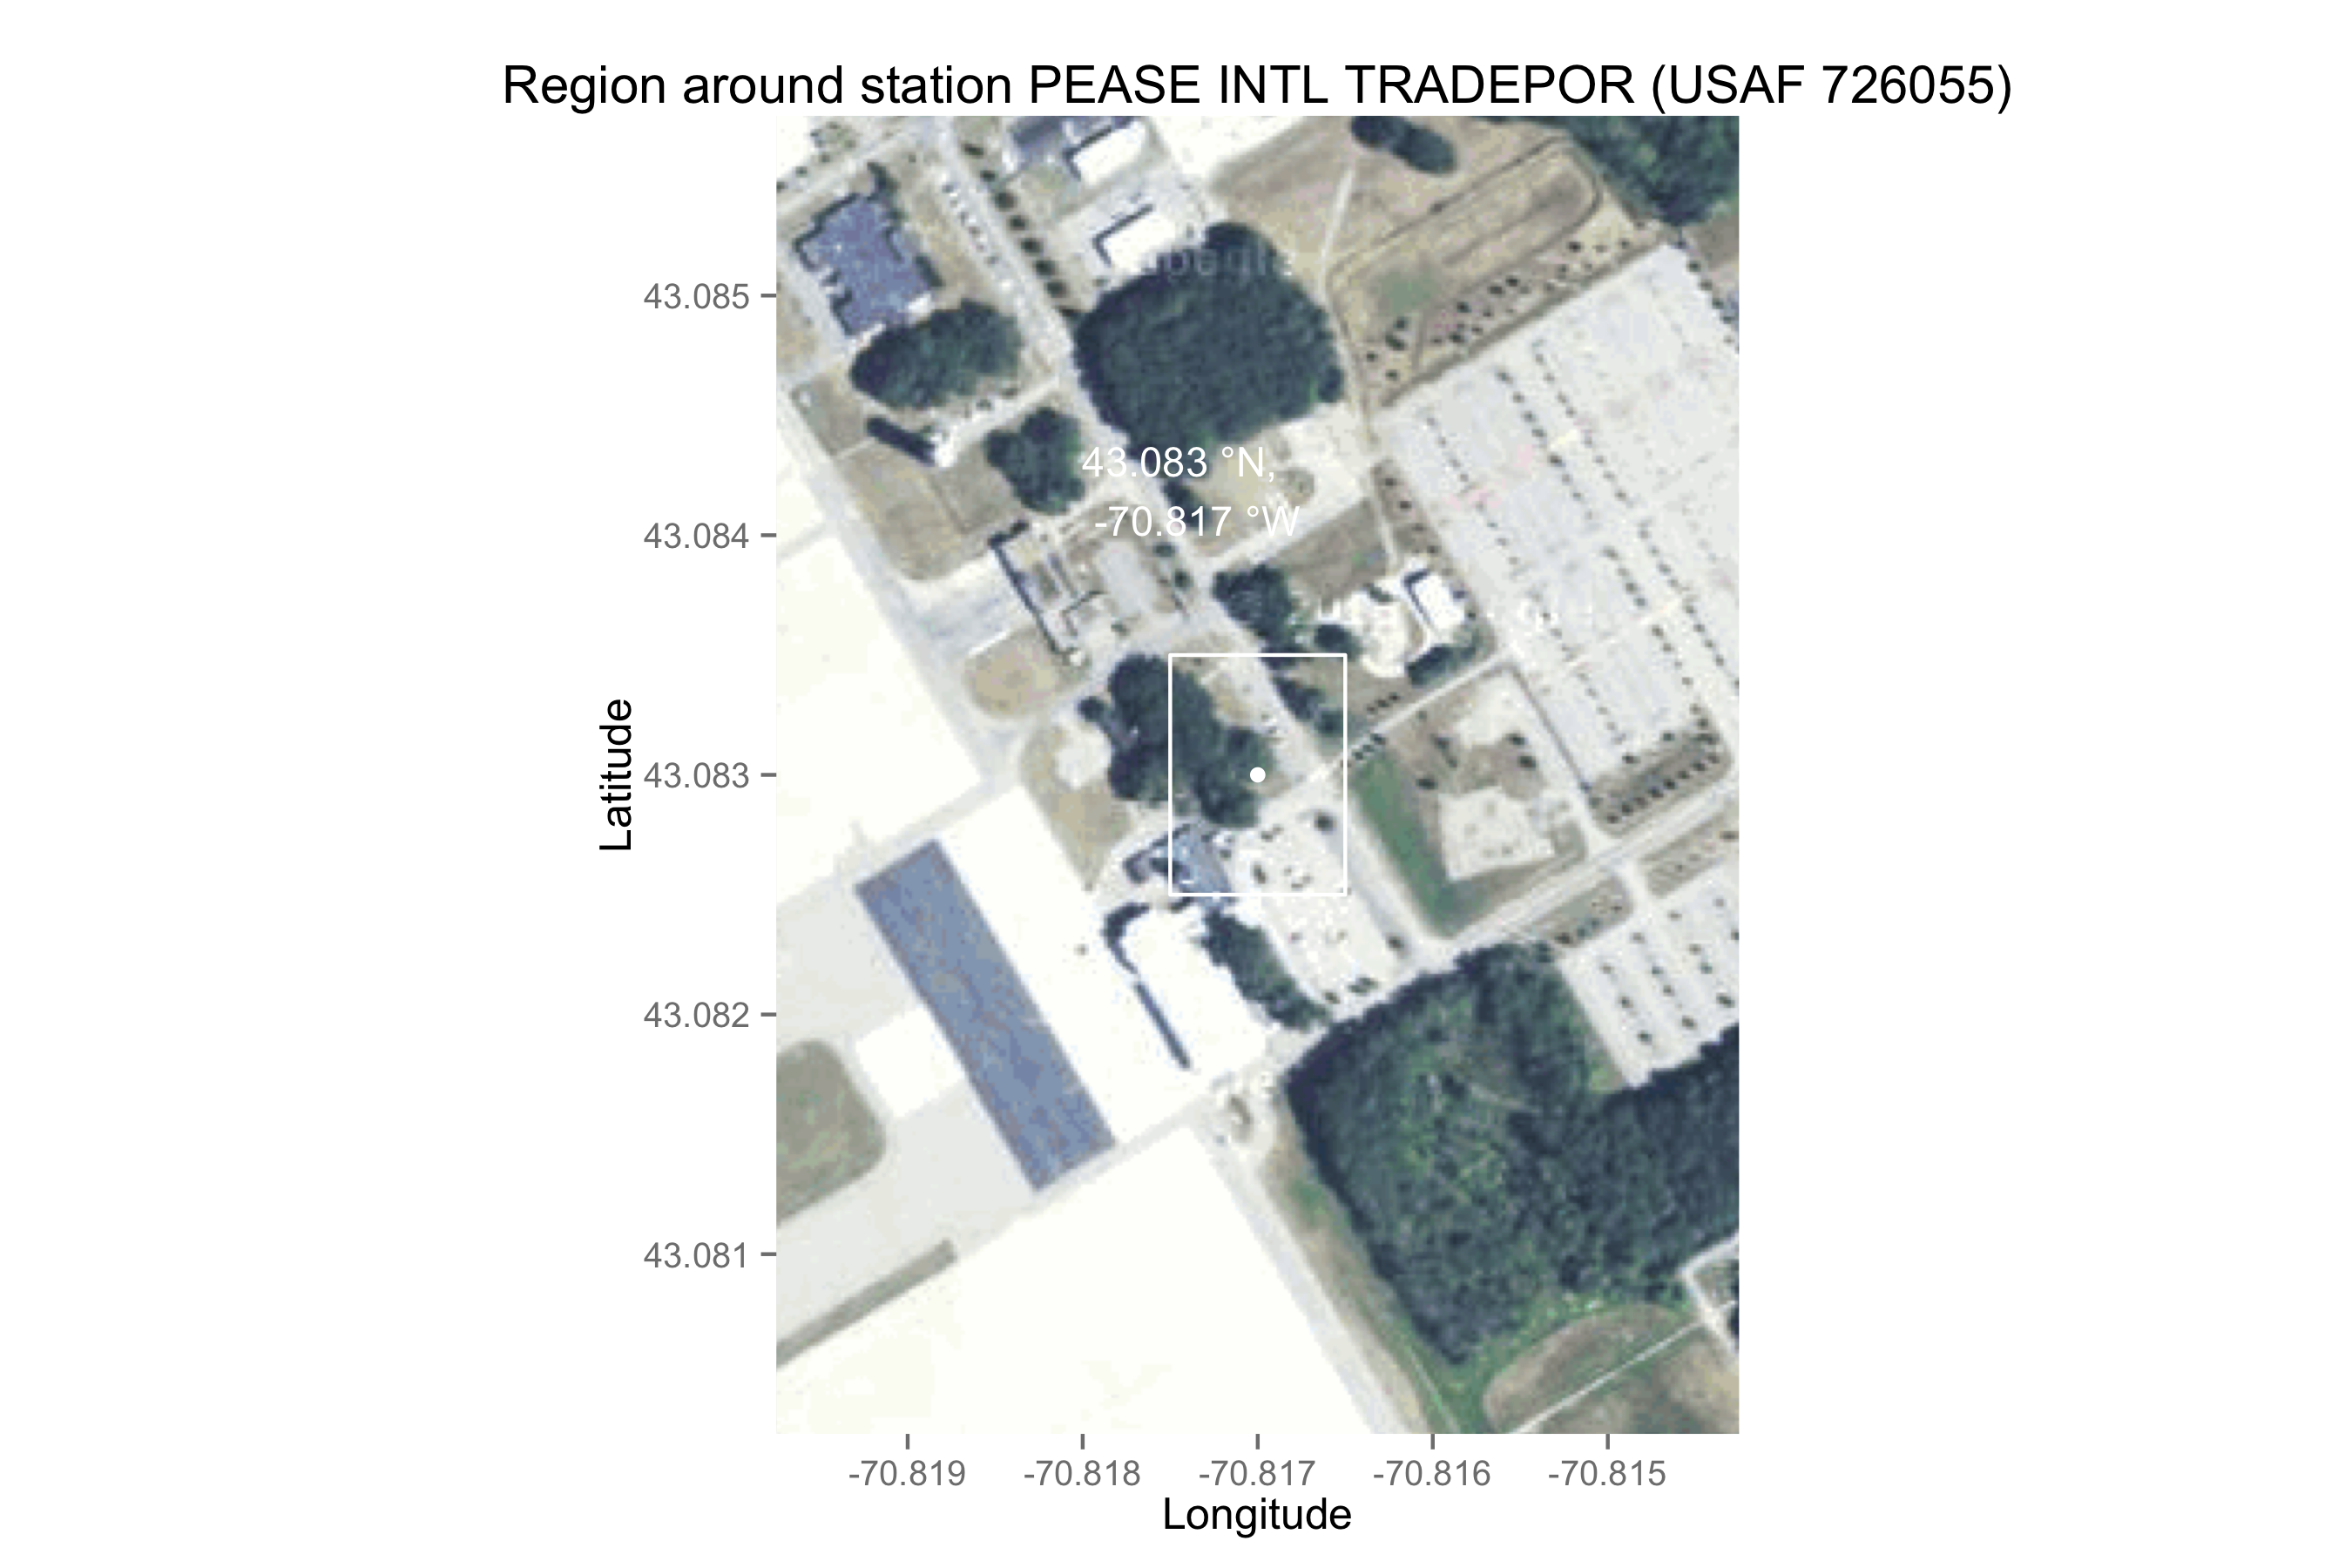 Region around station PEASE INTL TRADEPOR (USAF 726055)
43.085
43.083 °N,
-70.817 °W
43.084
Latitude
43.083
43.082
43.081
-70.819 -70.818 -70.817 -70.816 -70.815
Longitude